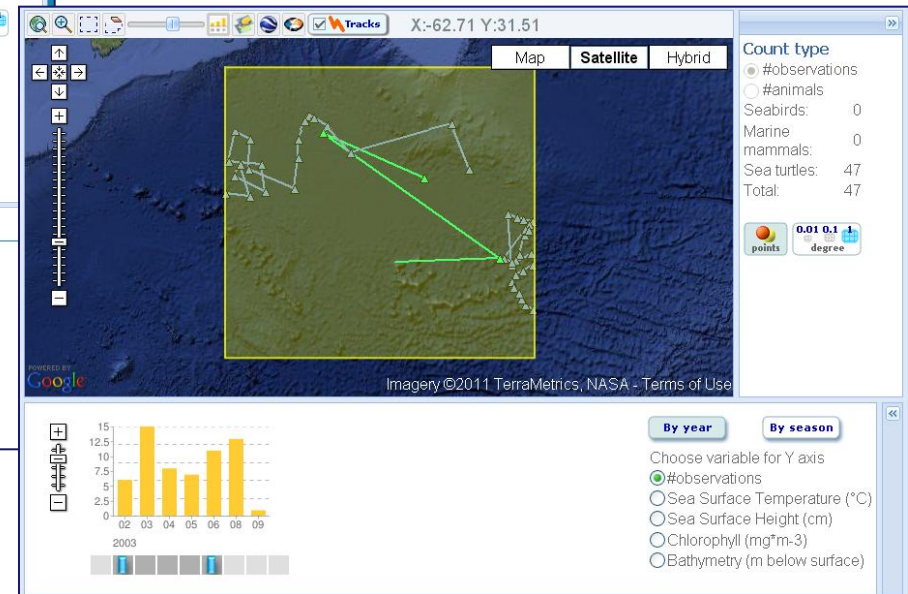 Tracks X:-62.71 Y:31.51
Map Satellite Hybrid
Count type
#observations
#animals
Seabirds: 0
Marine
mammals: 0
Sea turtles: 47
Total: 47
points
0.01 0.1 1
degree
POWERED BY
Google
Imagery ©2011 TerraMetrics, NASA - Terms of Use
15
12.5
10
7.5
5
2.5
0
02 03 04 05 06 08 09
2003
By year By season
Choose variable for Y axis
#observations
Sea Surface Temperature (°C)
Sea Surface Height (cm)
Chlorophyll (mg*m-3)
Bathymetry (m below surface)